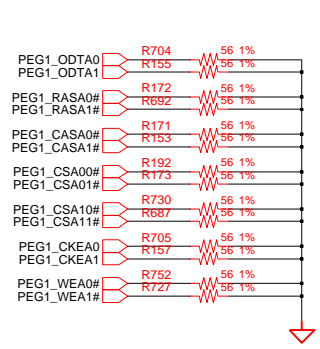 PEG1_ODTA0 R704 56 1%
PEG1_ODTA1 R155 56 1%
PEG1_RASA0# R172 56 1%
PEG1_RASA1# R692 56 1%
PEG1_CASA0# R171 56 1%
PEG1_CASA1# R153 56 1%
PEG1_CSA00# R192 56 1%
PEG1_CSA01# R173 56 1%
PEG1_CSA10# R730 56 1%
PEG1_CSA11# R687 56 1%
PEG1_CKEA0 R705 56 1%
PEG1_CKEA1 R157 56 1%
PEG1_WEA0# R752 56 1%
PEG1_WEA1# R727 56 1%